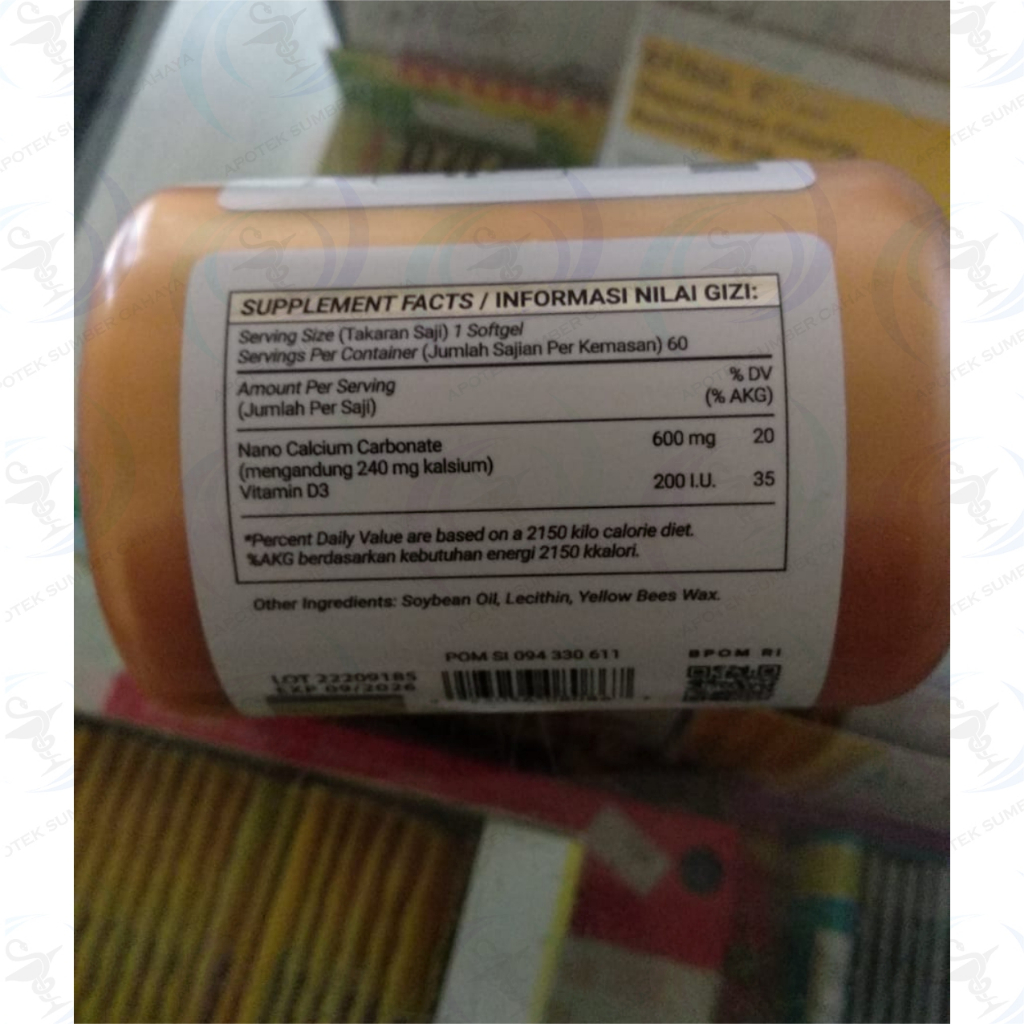 SUPPLEMENT FACTS / INFORMASI NILAI GIZI:
Serving Size (Takaran Saji) 1 Softgel
Servings Per Container (Jumlah Sajian Per Kemasan) 60
Amount Per Serving % DV
(Jumlah Per Saji) (% AKG)
Nano Calcium Carbonate 600 mg 20
(mengandung 240 mg kalsium)
Vitamin D3 200 I.U. 35
*Percent Daily Value are based on a 2150 kilo calorie diet.
%AKG berdasarkan kebutuhan energi 2150 kkalori.
Other Ingredients: Soybean Oil, Lecithin, Yellow Bees Wax.
POM SI 094 330 611
BPOM RI
LOT 22209185
EXP 09/2026
APOTEK SUMBER CAHAYA